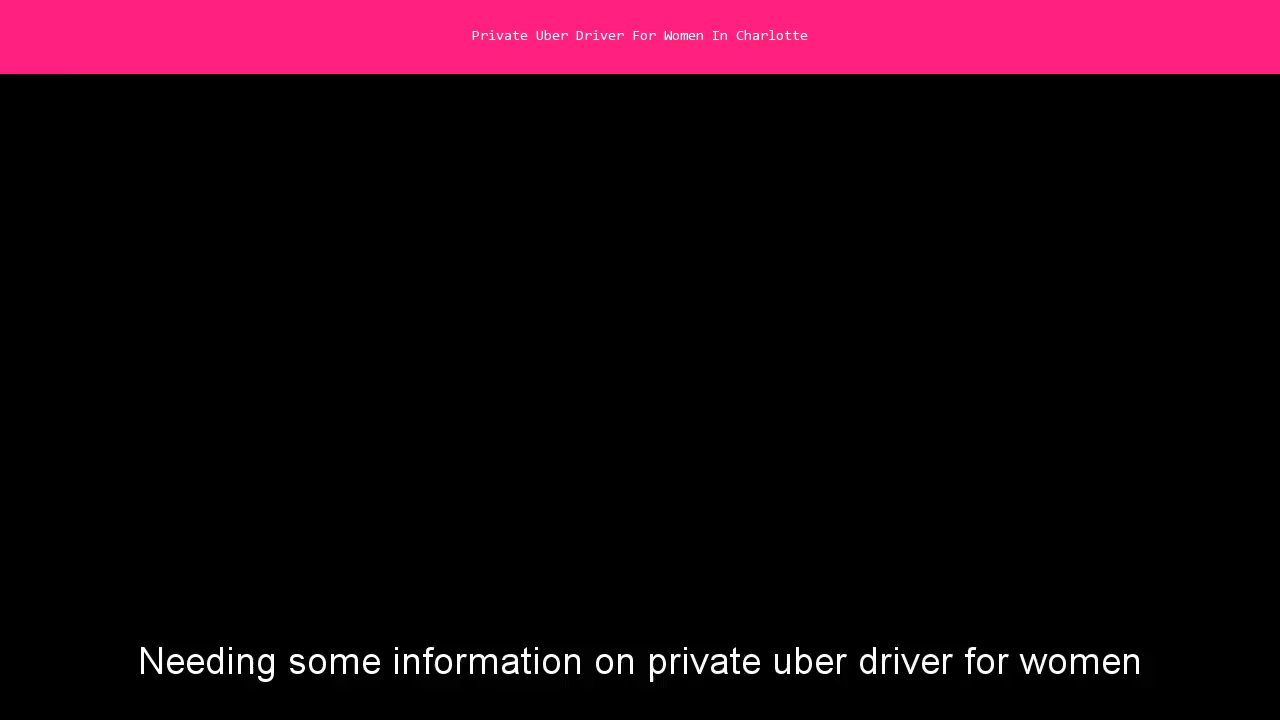 Private Uber Driver For Women In Charlotte
Needing some information on private uber driver for women